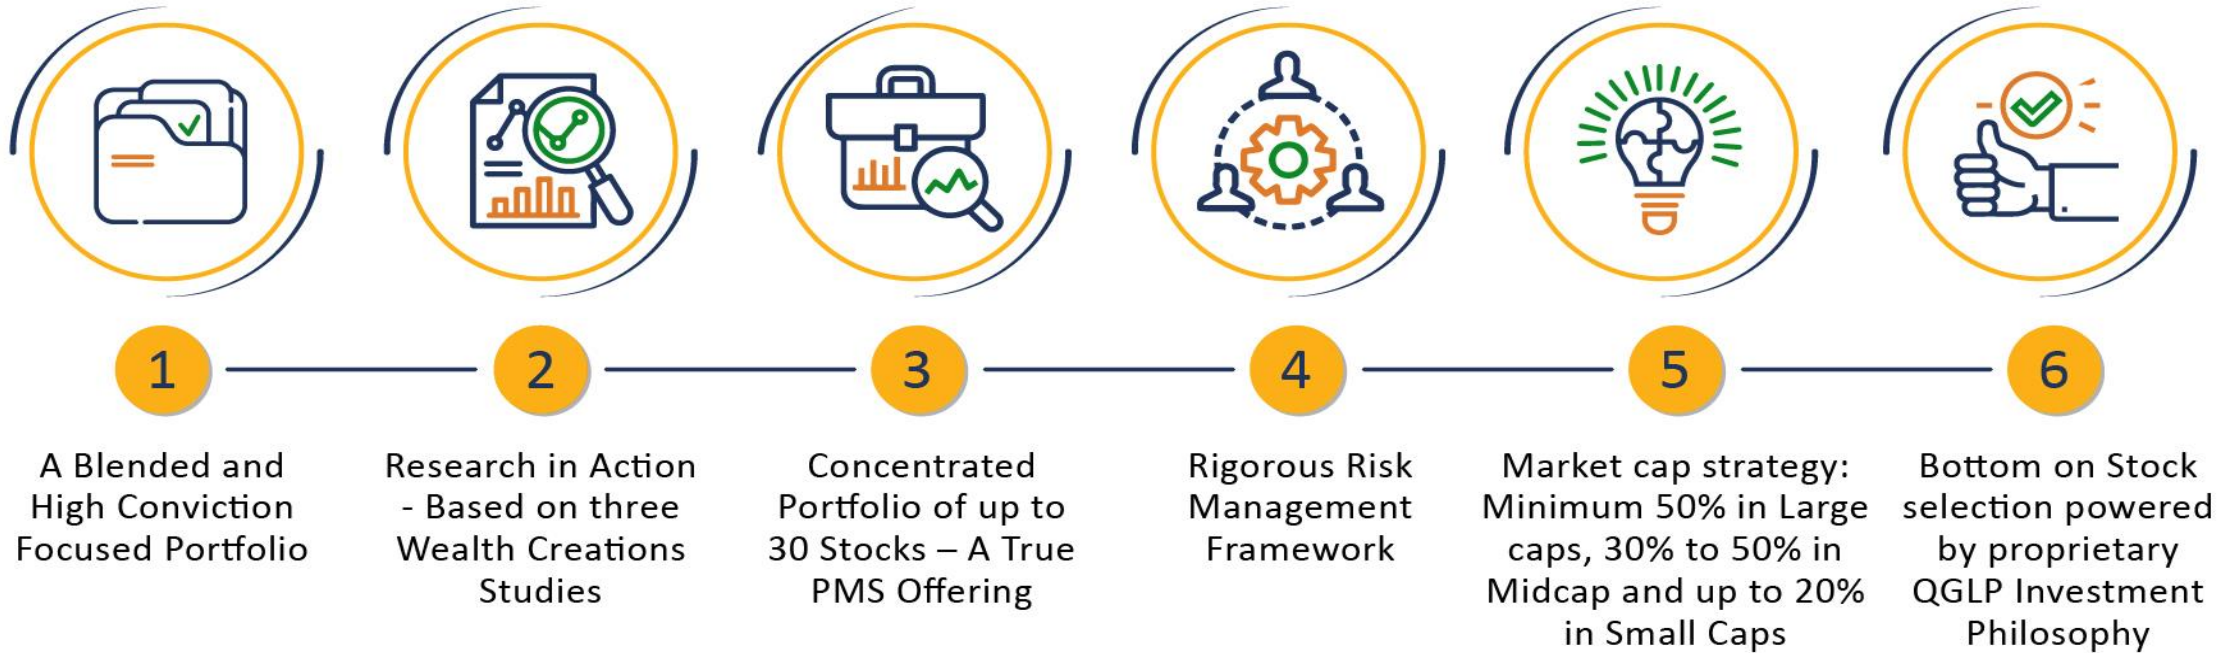 1
2
3
4
5
6
A Blended and
High Conviction
Focused Portfolio
Research in Action
- Based on three
Wealth Creations
Studies
Concentrated
Portfolio of up to
30 Stocks – A True
PMS Offering
Rigorous Risk
Management
Framework
Market cap strategy:
Minimum 50% in Large
caps, 30% to 50% in
Midcap and up to 20%
in Small Caps
Bottom on Stock
selection powered
by proprietary
QGLP Investment
Philosophy